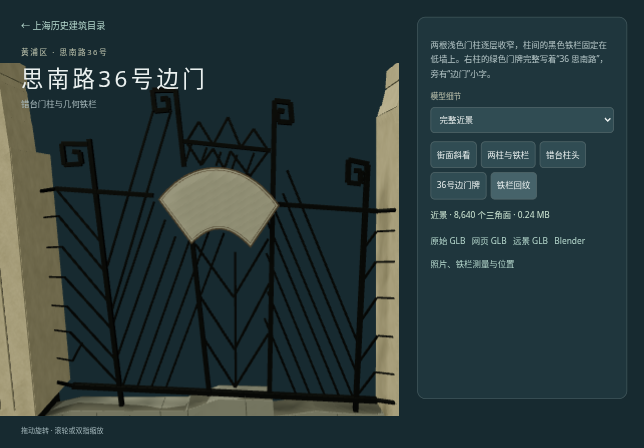 ← 上海历史建筑目录
黄浦区 · 思南路36号
思南路36号边门
错台门柱与几何铁栏
拖动旋转 · 滚轮或双指缩放
两根浅色门柱逐层收窄，柱间的黑色铁栏固定在
低墙上。右柱的绿色门牌完整写着“36 思南路”，
旁有“边门”小字。
模型细节
完整近景
街面斜看
两柱与铁栏
错台柱头
36号边门牌
铁栏回纹
近景 · 8,640 个三角面 · 0.24 MB
原始 GLB 网页 GLB 远景 GLB Blender
照片、铁栏测量与位置